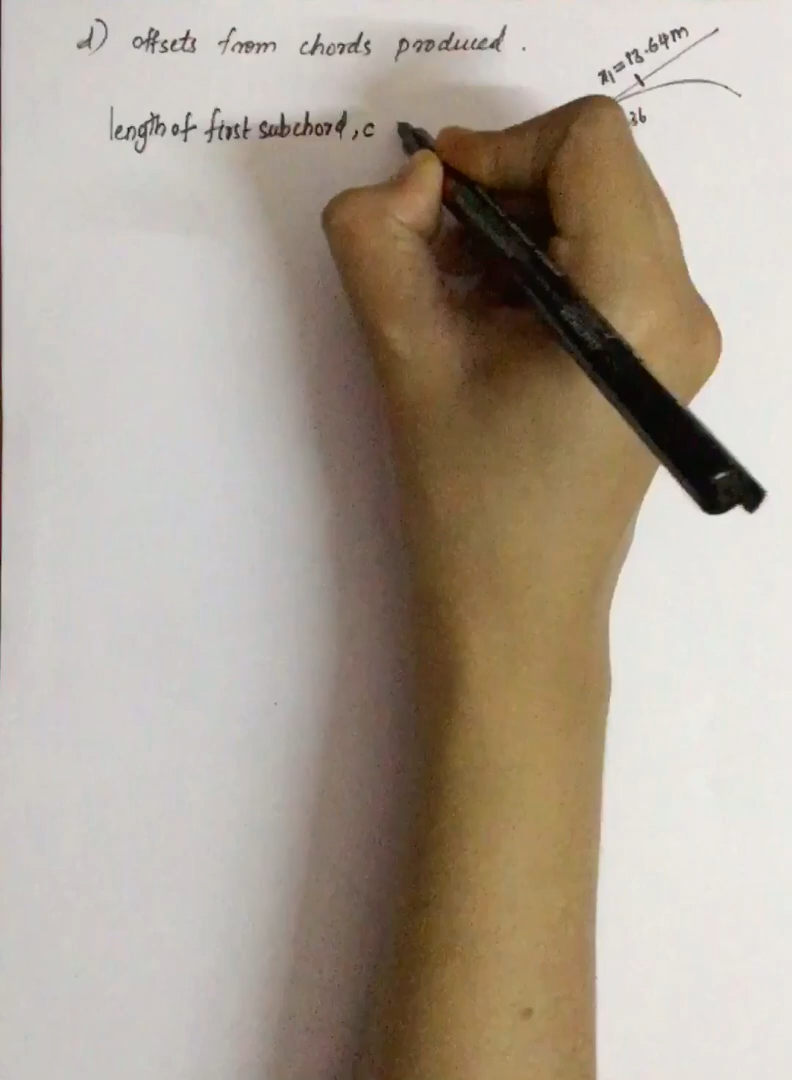 d) offsets from chords produced.
x1=13.64m
36
length of first subchord, c